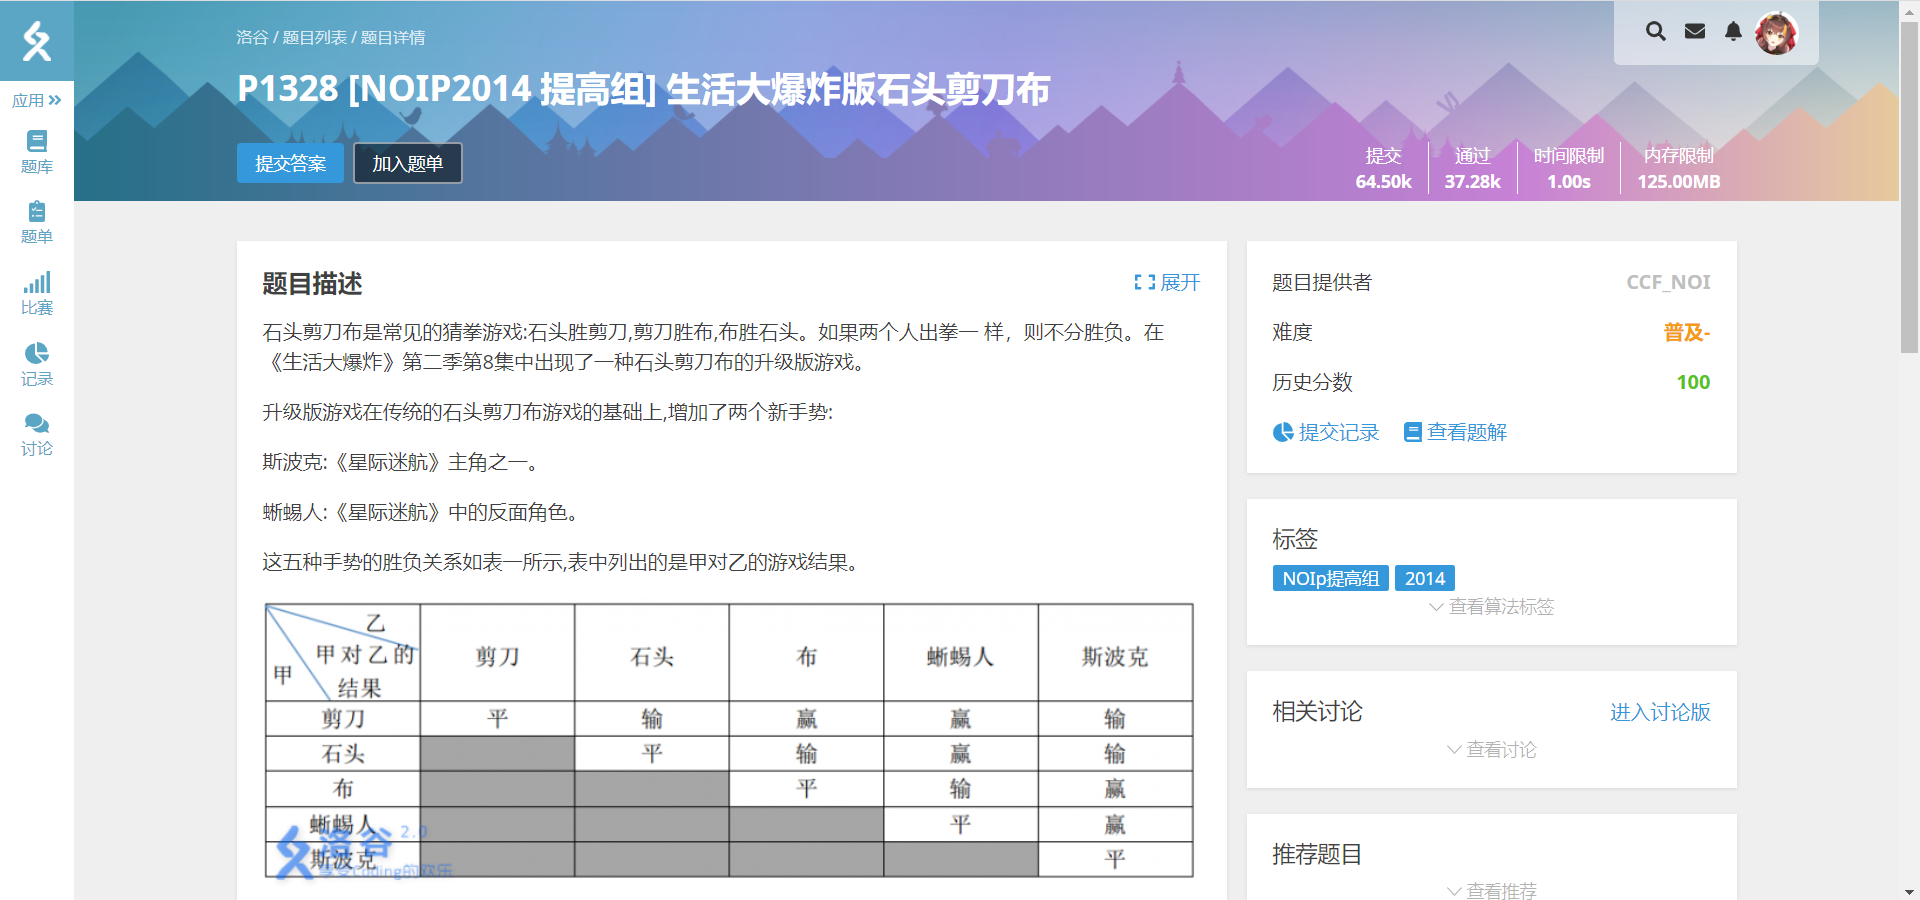 洛谷 / 题目列表 / 题目详情
P1328 [NOIP2014 提高组] 生活大爆炸版石头剪刀布
应用
题库
题单
比赛
记录
讨论
提交答案
加入题单
提交 通过 时间限制 内存限制
64.50k 37.28k 1.00s 125.00MB
题目描述
展开
石头剪刀布是常见的猜拳游戏:石头胜剪刀,剪刀胜布,布胜石头。如果两个人出拳一 样，则不分胜负。在
《生活大爆炸》第二季第8集中出现了一种石头剪刀布的升级版游戏。
升级版游戏在传统的石头剪刀布游戏的基础上,增加了两个新手势:
斯波克:《星际迷航》主角之一。
蜥蜴人:《星际迷航》中的反面角色。
这五种手势的胜负关系如表一所示,表中列出的是甲对乙的游戏结果。
乙
甲对乙的
结果
甲
剪刀 石头 布 蜥蜴人 斯波克
剪刀 平 输 赢 赢 输
石头 平 输 赢 输
布 平 输 赢
蜥蜴人 平 赢
斯波克 平
洛谷 2.0
享受Coding的欢乐
题目提供者 CCF_NOI
难度 普及-
历史分数 100
提交记录 查看题解
标签
NOIp提高组 2014
查看算法标签
相关讨论 进入讨论版
查看讨论
推荐题目
查看推荐